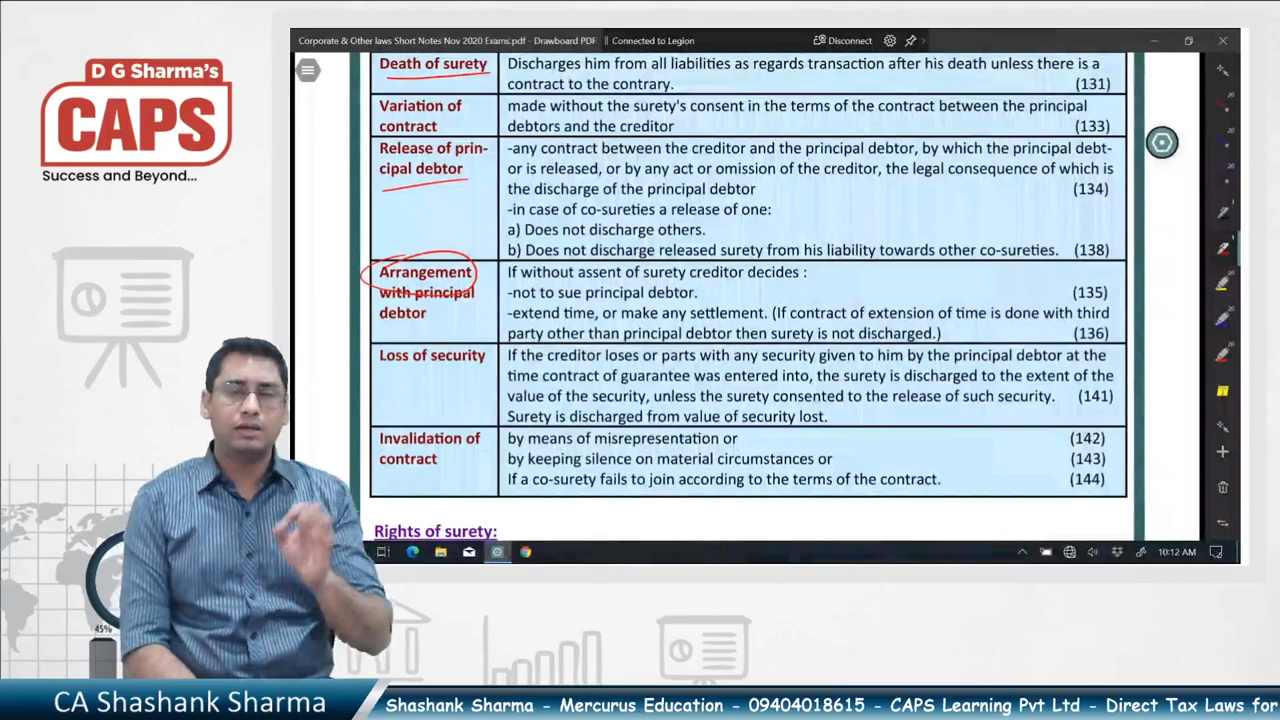 D G Sharma's
CAPS
Success and Beyond...
Corporate & Other laws Short Notes Nov 2020 Exams.pdf - Drawboard PDF
Connected to Legion
Disconnect
Death of surety
Discharges him from all liabilities as regards transaction after his death unless there is a
contract to the contrary. (131)
Variation of
contract
made without the surety's consent in the terms of the contract between the principal
debtors and the creditor (133)
Release of prin-
cipal debtor
-any contract between the creditor and the principal debtor, by which the principal debt-
or is released, or by any act or omission of the creditor, the legal consequence of which is
the discharge of the principal debtor (134)
-in case of co-sureties a release of one:
a) Does not discharge others.
b) Does not discharge released surety from his liability towards other co-sureties. (138)
Arrangement
with principal
debtor
If without assent of surety creditor decides :
-not to sue principal debtor. (135)
-extend time, or make any settlement. (If contract of extension of time is done with third
party other than principal debtor then surety is not discharged.) (136)
Loss of security
If the creditor loses or parts with any security given to him by the principal debtor at the
time contract of guarantee was entered into, the surety is discharged to the extent of the
value of the security, unless the surety consented to the release of such security. (141)
Surety is discharged from value of security lost.
Invalidation of
contract
by means of misrepresentation or (142)
by keeping silence on material circumstances or (143)
If a co-surety fails to join according to the terms of the contract. (144)
Rights of surety:
10:12 AM
45%
CA Shashank Sharma
Shashank Sharma - Mercurus Education - 09404018615 - CAPS Learning Pvt Ltd - Direct Tax Laws for